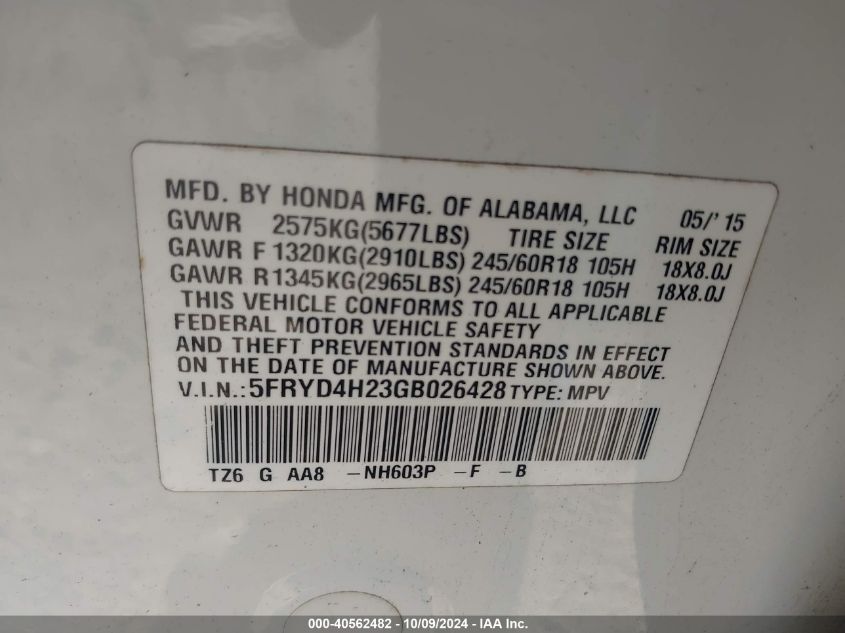 MFD. BY HONDA MFG. OF ALABAMA, LLC 05/'15
GVWR 2575KG(5677LBS) TIRE SIZE RIM SIZE
GAWR F 1320KG(2910LBS) 245/60R18 105H 18X8.0J
GAWR R 1345KG(2965LBS) 245/60R18 105H 18X8.0J
THIS VEHICLE CONFORMS TO ALL APPLICABLE
FEDERAL MOTOR VEHICLE SAFETY
AND THEFT PREVENTION STANDARDS IN EFFECT
ON THE DATE OF MANUFACTURE SHOWN ABOVE.
V.I.N.: 5FRYD4H23GB026428 TYPE: MPV
TZ6 G AA8 –NH603P –F –B
000-40562482 - 10/09/2024 - IAA Inc.